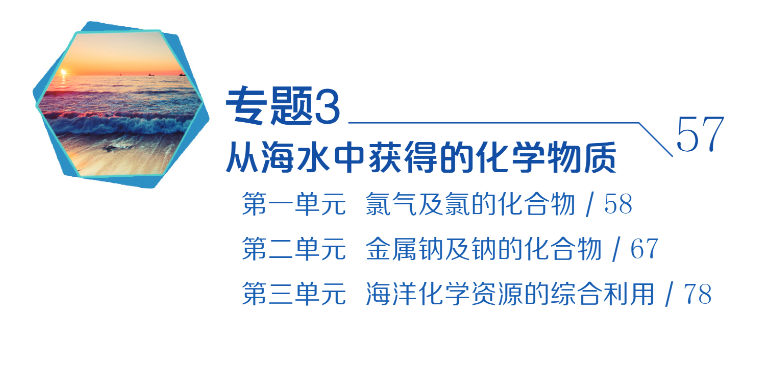 专题3
57
从海水中获得的化学物质
第一单元 氯气及氯的化合物 / 58
第二单元 金属钠及钠的化合物 / 67
第三单元 海洋化学资源的综合利用 / 78